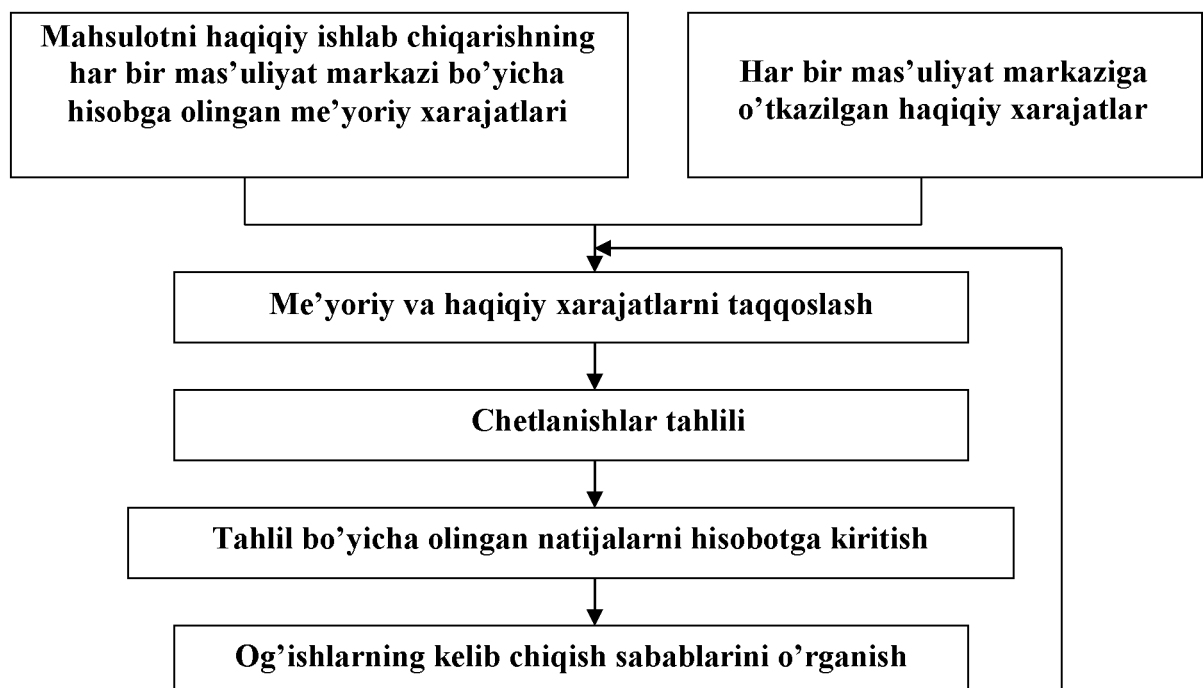 Mahsulotni haqiqiy ishlab chiqarishning
har bir mas’uliyat markazi bo’yicha
hisobga olingan me’yoriy xarajatlari
Har bir mas’uliyat markaziga
o’tkazilgan haqiqiy xarajatlar
Me’yoriy va haqiqiy xarajatlarni taqqoslash
Chetlanishlar tahlili
Tahlil bo’yicha olingan natijalarni hisobotga kiritish
Og’ishlarning kelib chiqish sabablarini o’rganish